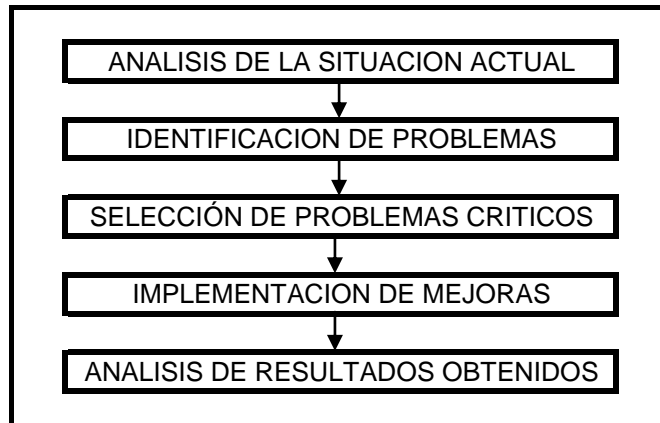 ANALISIS DE LA SITUACION ACTUAL
IDENTIFICACION DE PROBLEMAS
SELECCIÓN DE PROBLEMAS CRITICOS
IMPLEMENTACION DE MEJORAS
ANALISIS DE RESULTADOS OBTENIDOS